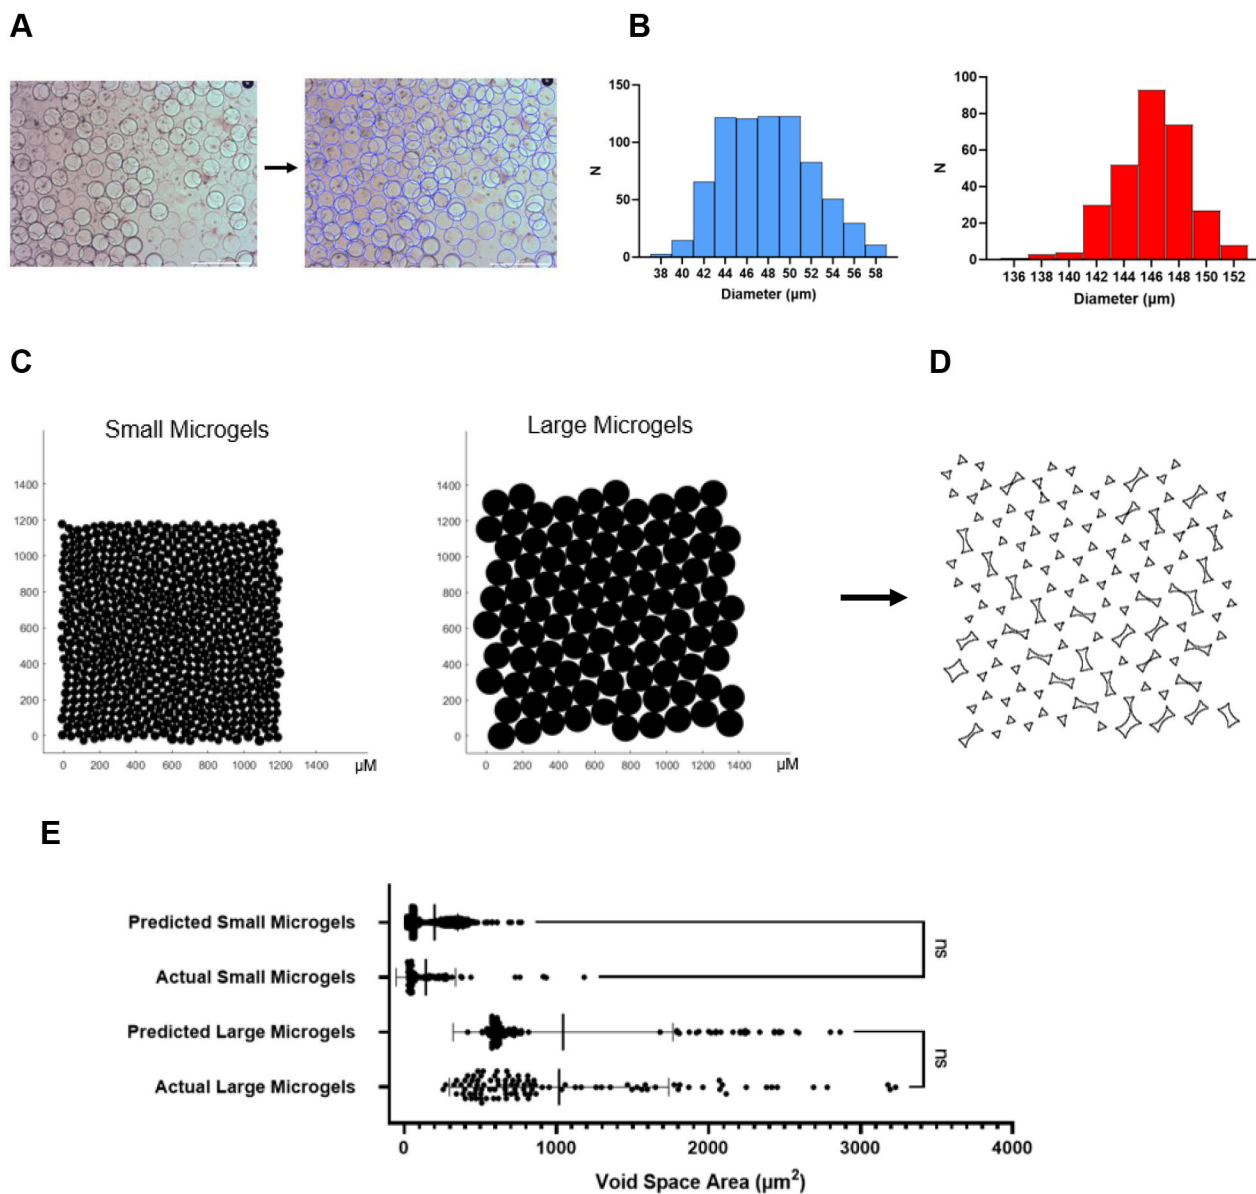 A
B
150
100
50
0
N
38 40 42 44 46 48 50 52 54 56 58
Diameter (µm)
100
80
60
40
20
0
N
136 138 140 142 144 146 148 150 152
Diameter (µm)
C
D
Small Microgels
1400
1200
1000
800
600
400
200
0
0 200 400 600 800 1000 1200 1400
µM
Large Microgels
1400
1200
1000
800
600
400
200
0
0 200 400 600 800 1000 1200 1400
µM
E
Predicted Small Microgels
Actual Small Microgels
Predicted Large Microgels
Actual Large Microgels
ns
ns
0 1000 2000 3000 4000
Void Space Area (µm²)